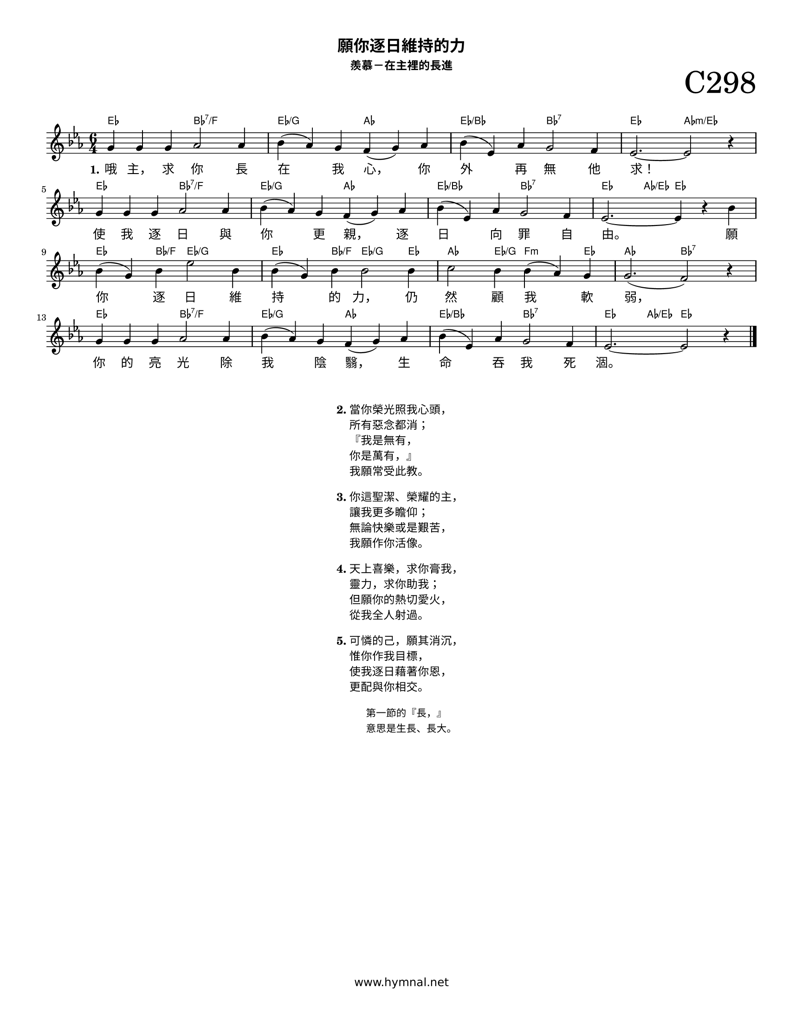 願你逐日維持的力
羨慕－在主裡的長進
C298
E♭ B♭7/F E♭/G A♭ E♭/B♭ B♭7 E♭ A♭m/E♭
6 4
1. 哦 主， 求 你 長 在 我 心， 你 外 再 無 他 求！
5 E♭ B♭7/F E♭/G A♭ E♭/B♭ B♭7 E♭ A♭/E♭ E♭
使 我 逐 日 與 你 更 親， 逐 日 向 罪 自 由。 願
9 E♭ B♭/F E♭/G E♭ B♭/F E♭/G E♭ A♭ E♭/G Fm E♭ A♭ B♭7
你 逐 日 維 持 的 力， 仍 然 顧 我 軟 弱，
13 E♭ B♭7/F E♭/G A♭ E♭/B♭ B♭7 E♭ A♭/E♭ E♭
你 的 亮 光 除 我 陰 翳， 生 命 吞 我 死 涸。
2. 當你榮光照我心頭，
所有惡念都消；
『我是無有，
你是萬有，』
我願常受此教。
3. 你這聖潔、榮耀的主，
讓我更多瞻仰；
無論快樂或是艱苦，
我願作你活像。
4. 天上喜樂，求你膏我，
靈力，求你助我；
但願你的熱切愛火，
從我全人射過。
5. 可憐的己，願其消沉，
惟你作我目標，
使我逐日藉著你恩，
更配與你相交。
第一節的『長，』
意思是生長、長大。
www.hymnal.net